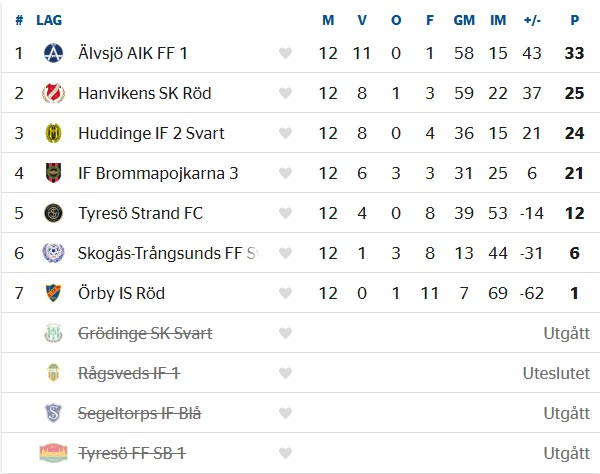 # LAG M V O F GM IM +/- P
1 Älvsjö AIK FF 1 12 11 0 1 58 15 43 33
2 Hanvikens SK Röd 12 8 1 3 59 22 37 25
3 Huddinge IF 2 Svart 12 8 0 4 36 15 21 24
4 IF Brommapojkarna 3 12 6 3 3 31 25 6 21
5 Tyresö Strand FC 12 4 0 8 39 53 -14 12
6 Skogås-Trångsunds FF 12 1 3 8 13 44 -31 6
7 Örby IS Röd 12 0 1 11 7 69 -62 1
Grödinge SK Svart Utgått
Rågsveds IF 1 Uteslutet
Segeltorps IF Blå Utgått
Tyresö FF SB 1 Utgått